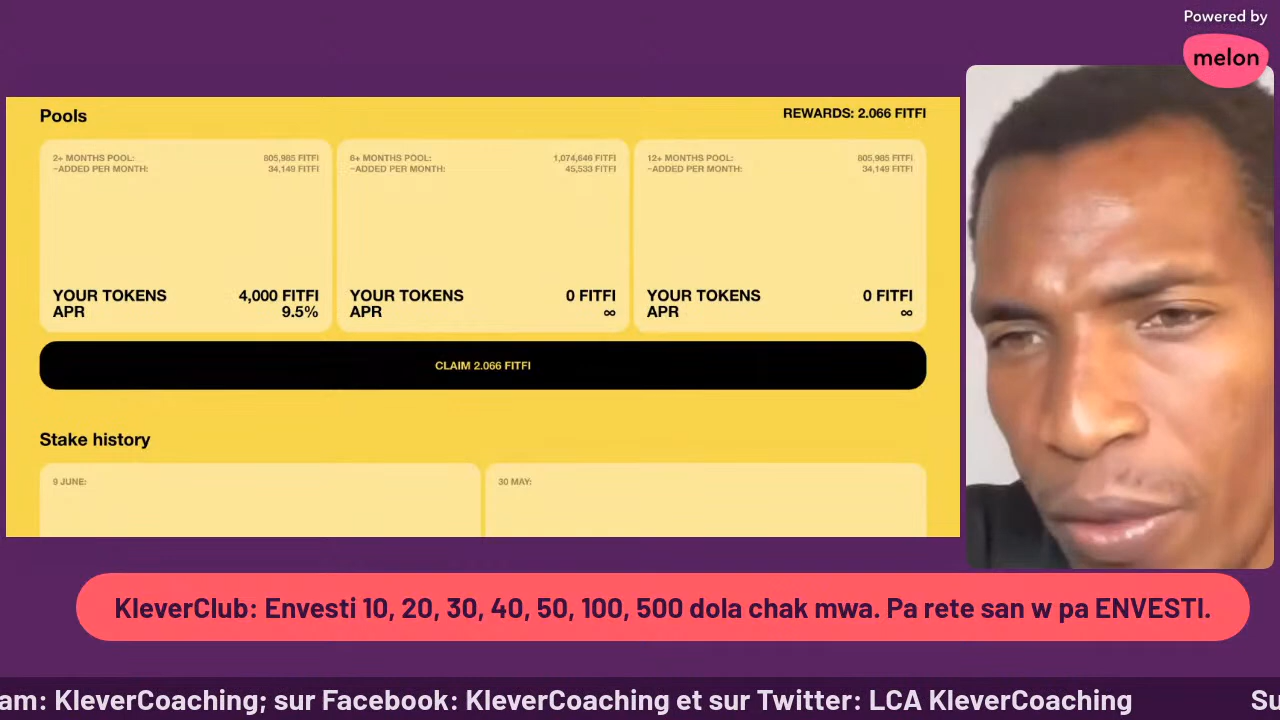 Powered by
melon
Pools
REWARDS: 2.066 FITFI
2+ MONTHS POOL: 805,985 FITFI
~ADDED PER MONTH: 34,149 FITFI
YOUR TOKENS 4,000 FITFI
APR 9.5%
6+ MONTHS POOL: 1,074,646 FITFI
~ADDED PER MONTH: 45,533 FITFI
YOUR TOKENS 0 FITFI
APR ∞
12+ MONTHS POOL: 805,985 FITFI
~ADDED PER MONTH: 34,149 FITFI
YOUR TOKENS 0 FITFI
APR ∞
CLAIM 2.066 FITFI
Stake history
9 JUNE:
30 MAY:
KleverClub: Envesti 10, 20, 30, 40, 50, 100, 500 dola chak mwa. Pa rete san w pa ENVESTI.
am: KleverCoaching; sur Facebook: KleverCoaching et sur Twitter: LCA KleverCoaching Su